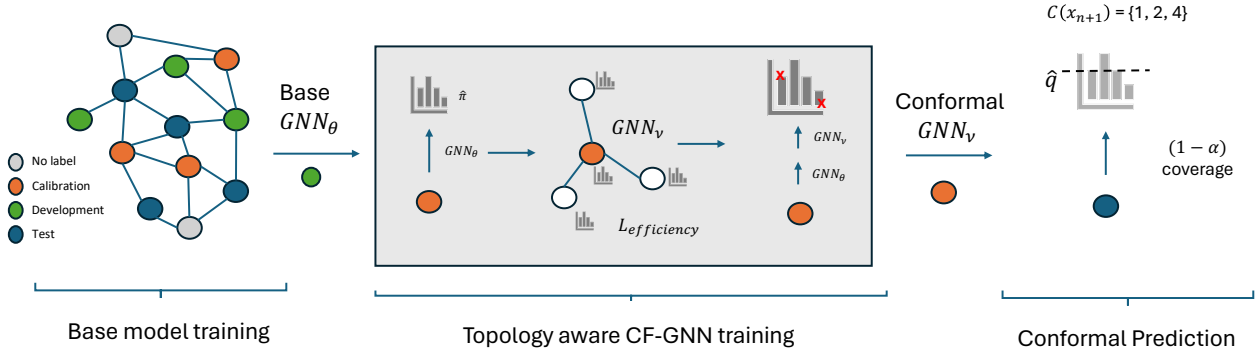 No label
Calibration
Development
Test
Base
GNN_θ
Base model training
π̂
GNN_θ
GNN_ν
L_efficiency
x
x
GNN_ν
GNN_θ
Topology aware CF-GNN training
Conformal
GNN_ν
C(x_{n+1}) = {1, 2, 4}
q̂
(1 − α)
coverage
Conformal Prediction